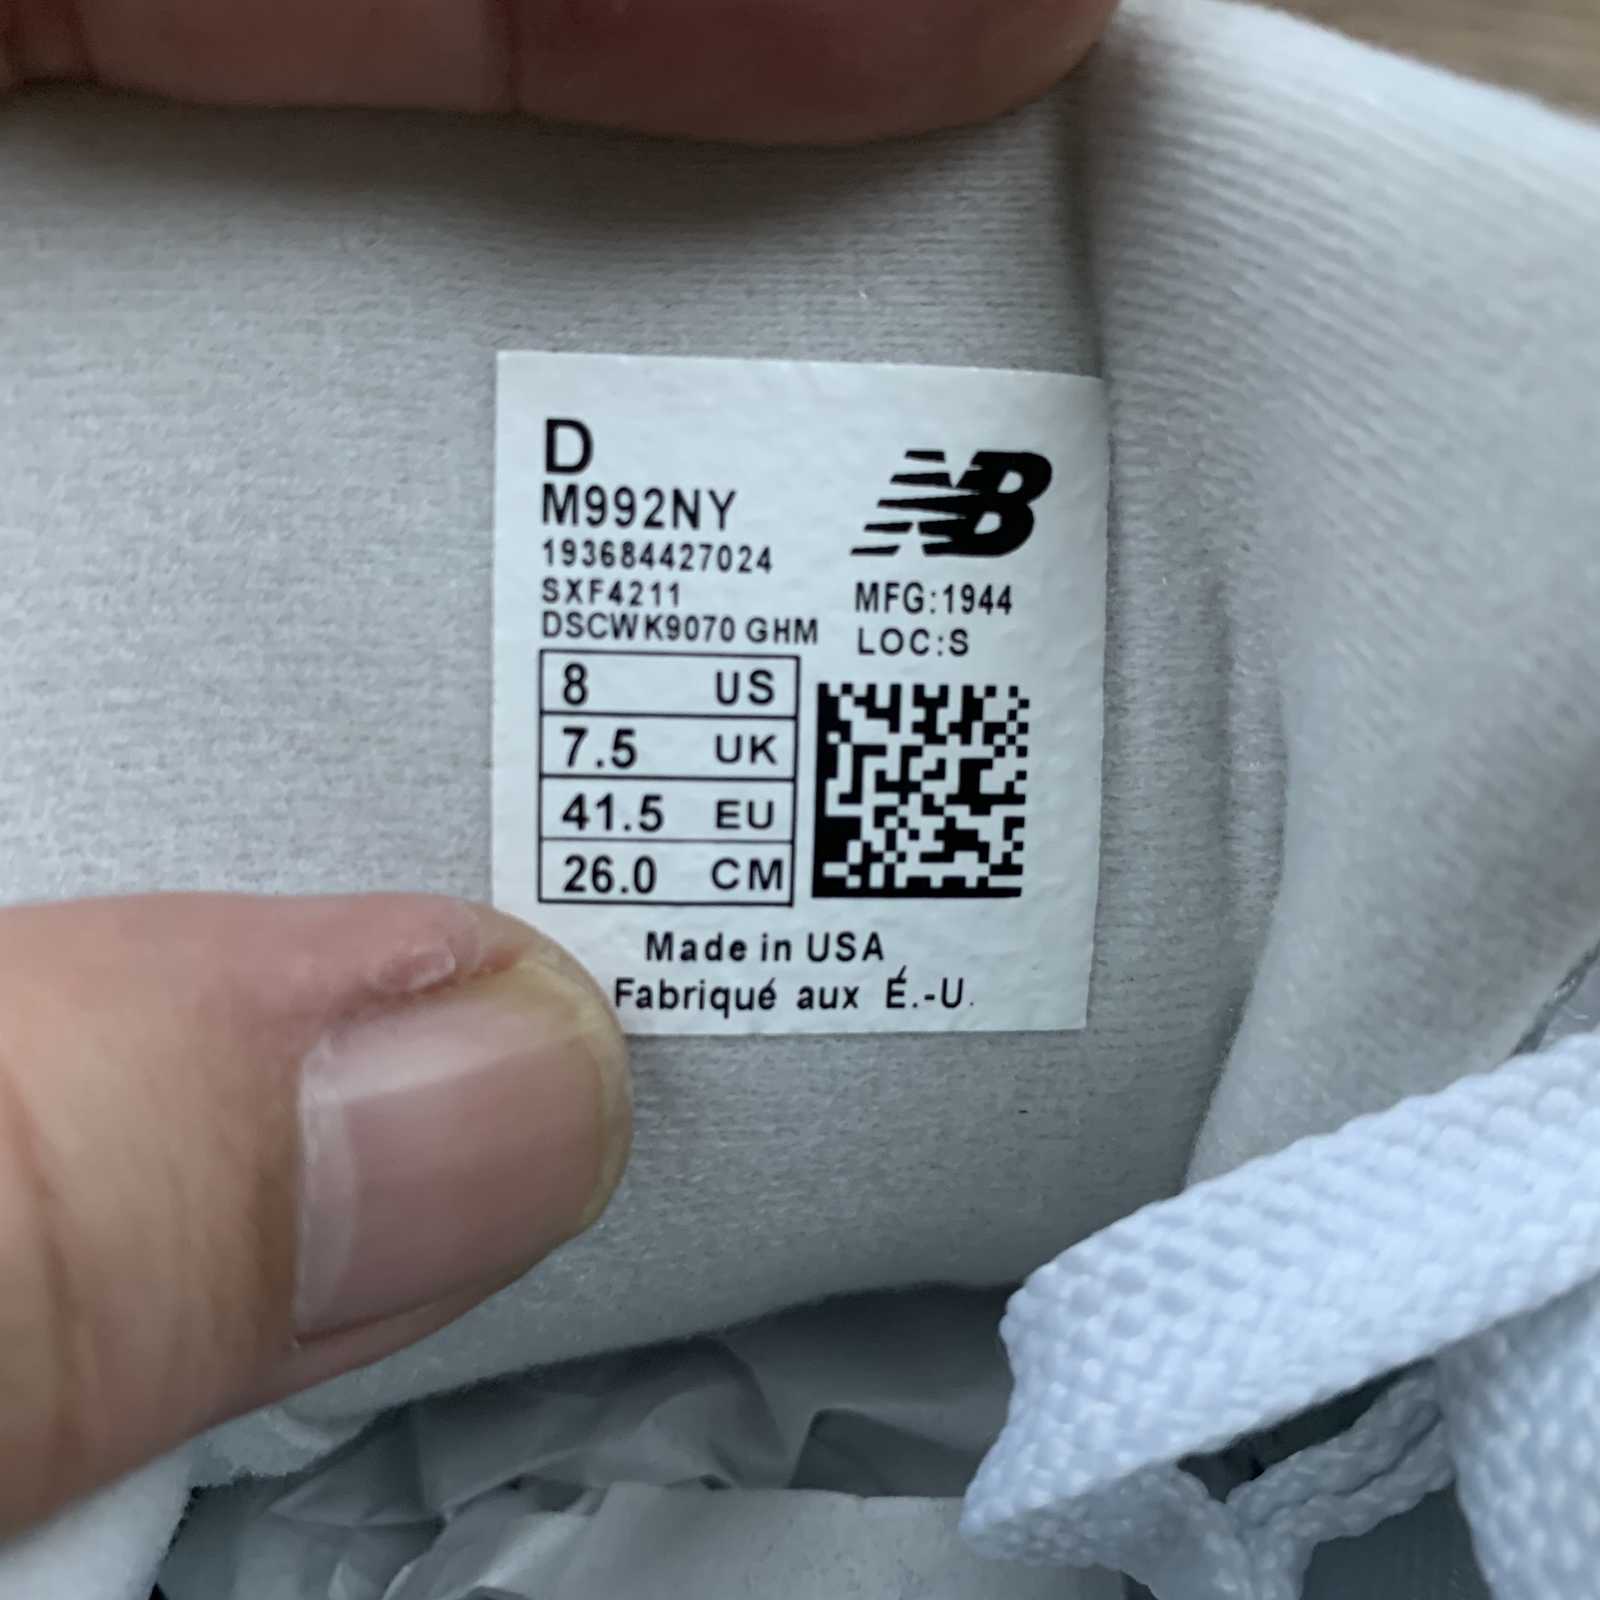 D
M992NY
193684427024
SXF4211
DSCWK9070 GHM
NB
MFG:1944
LOC:S
8 US
7.5 UK
41.5 EU
26.0 CM
Made in USA
Fabriqué aux É.-U.